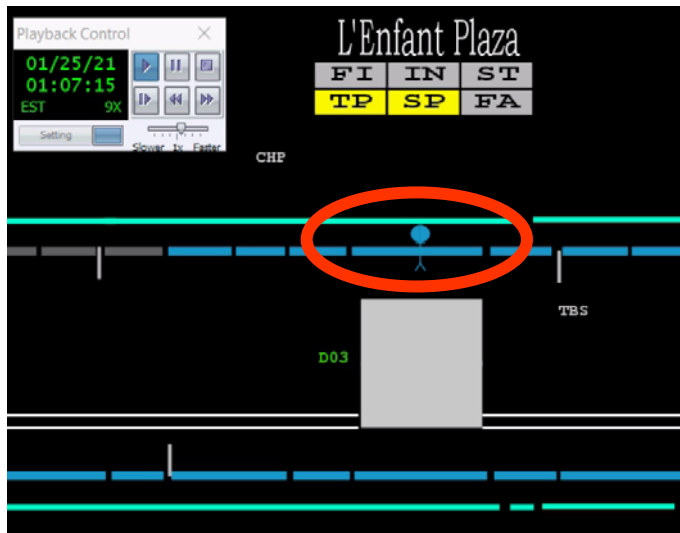 Playback Control
01/25/21
01:07:15
EST 9X
Setting
Slower 1x Faster
L'Enfant Plaza
FI IN ST
TP SP FA
CHP
TBS
D03